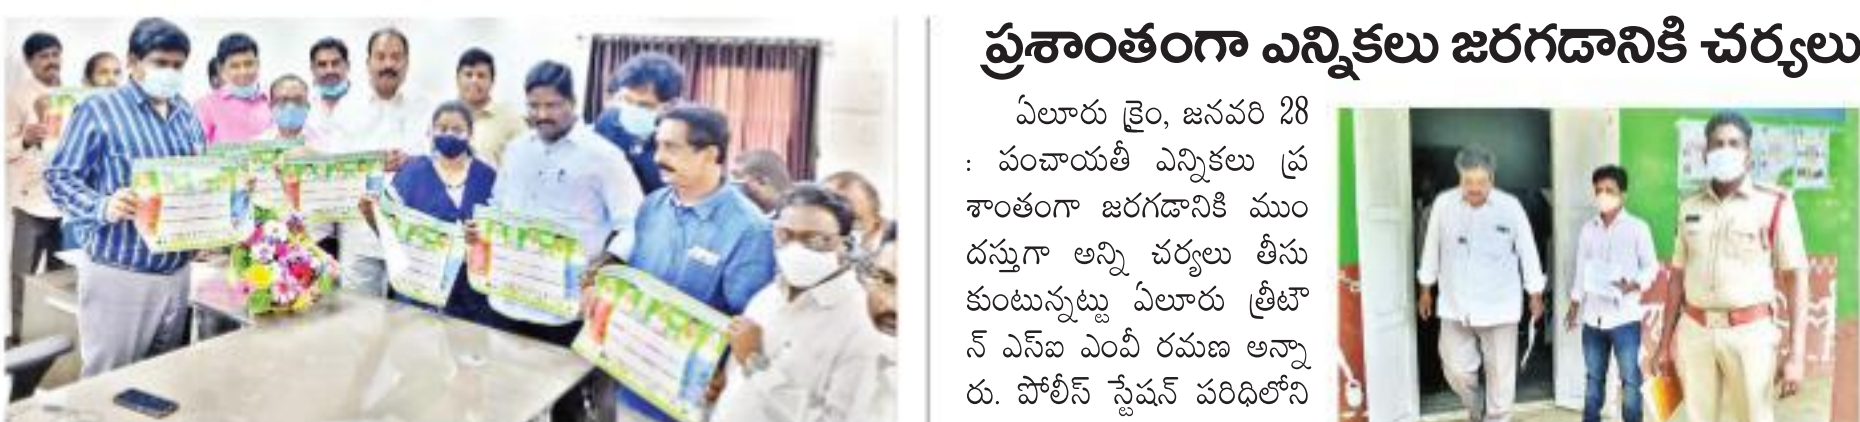 ప్రశాంతంగా ఎన్నికలు జరగడానికి చర్యలు
ఏలూరు క్రైం, జనవరి 28
: పంచాయతీ ఎన్నికలు ప్ర
శాంతంగా జరగడానికి ముం
దస్తుగా అన్ని చర్యలు తీసు
కుంటున్నట్టు ఏలూరు త్రీటౌ
న్ ఎస్ఐ ఎంవీ రమణ అన్నా
రు. పోలీస్ స్టేషన్ పరిధిలోని